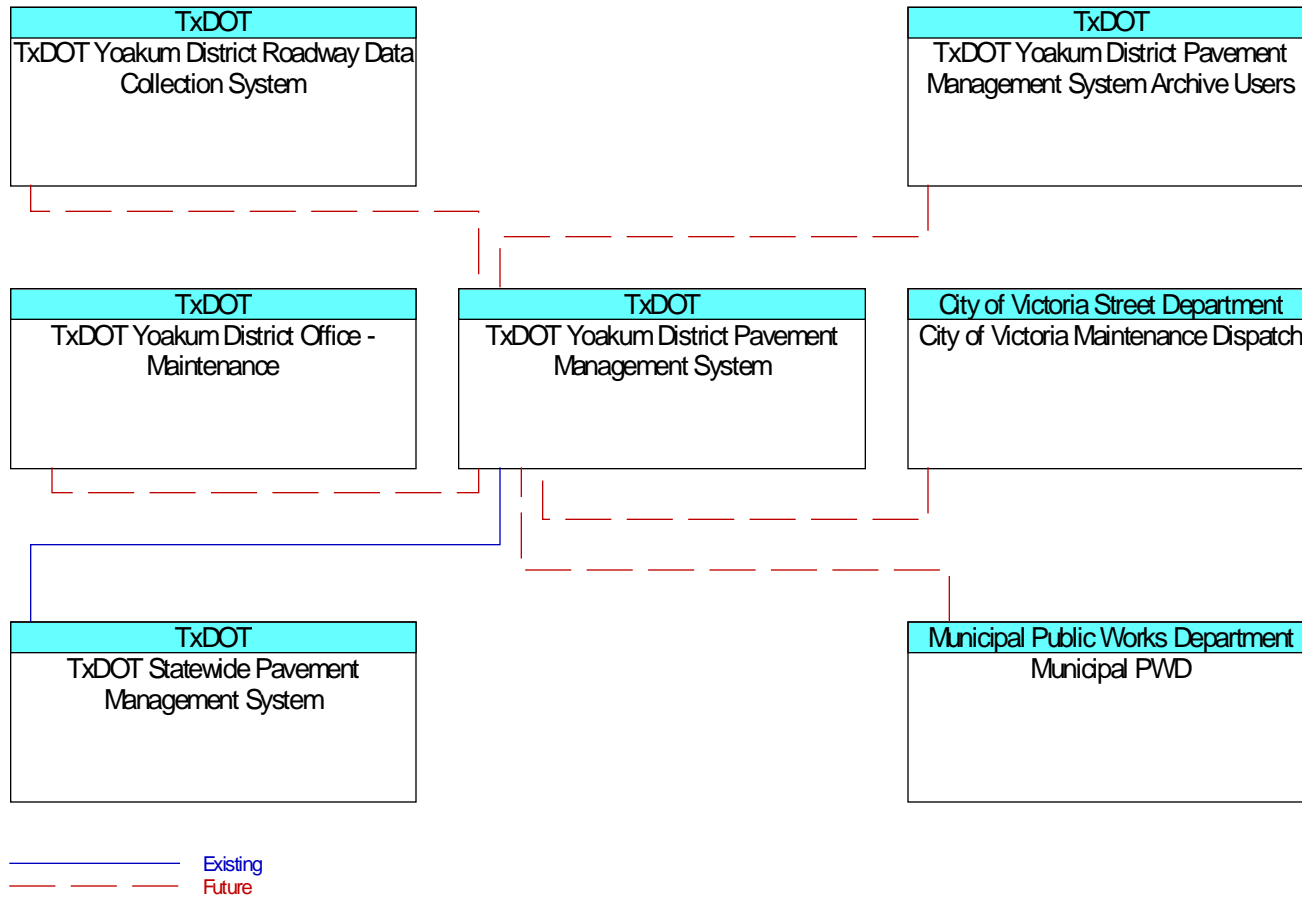 TxDOT
TxDOT Yoakum District Roadway Data
Collection System
TxDOT
TxDOT Yoakum District Pavement
Management System Archive Users
TxDOT
TxDOT Yoakum District Office -
Maintenance
TxDOT
TxDOT Yoakum District Pavement
Management System
City of Victoria Street Department
City of Victoria Maintenance Dispatch
TxDOT
TxDOT Statewide Pavement
Management System
Municipal Public Works Department
Municipal PWD
Existing
Future